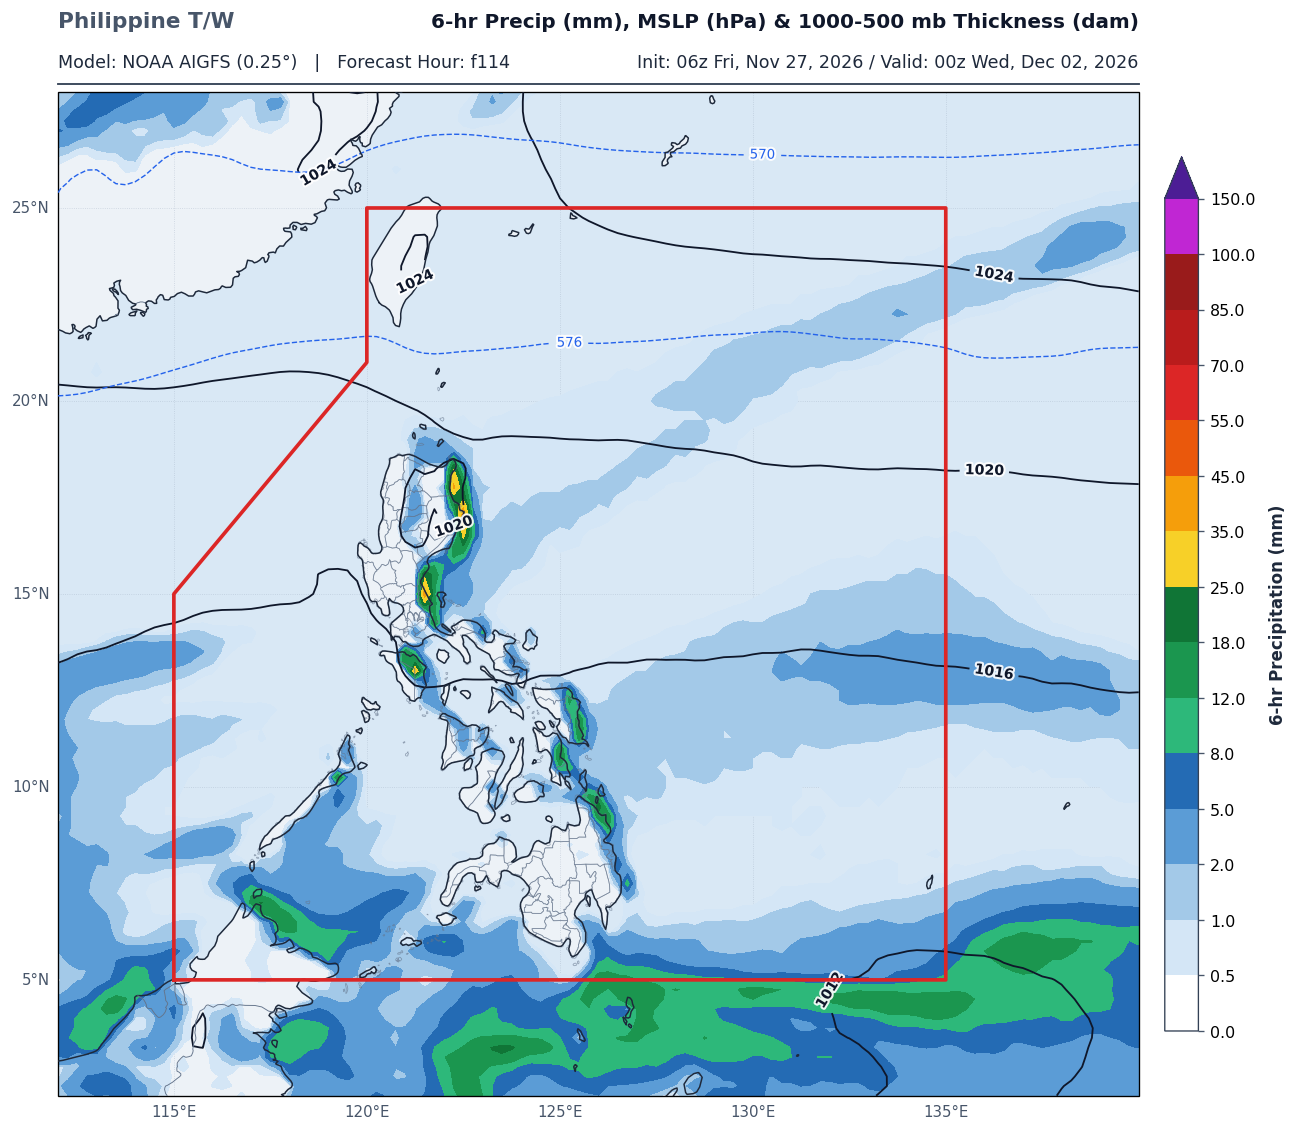 Philippine T/W
6-hr Precip (mm), MSLP (hPa) & 1000-500 mb Thickness (dam)
Model: NOAA AIGFS (0.25°) | Forecast Hour: f114
Init: 06z Fri, Nov 27, 2026 / Valid: 00z Wed, Dec 02, 2026
570
1024
25°N
1024
1024
576
20°N
1020
1020
15°N
1016
10°N
5°N
1012
115°E
120°E
125°E
130°E
135°E
150.0
100.0
85.0
70.0
55.0
45.0
35.0
25.0
18.0
12.0
8.0
5.0
2.0
1.0
0.5
0.0
6-hr Precipitation (mm)